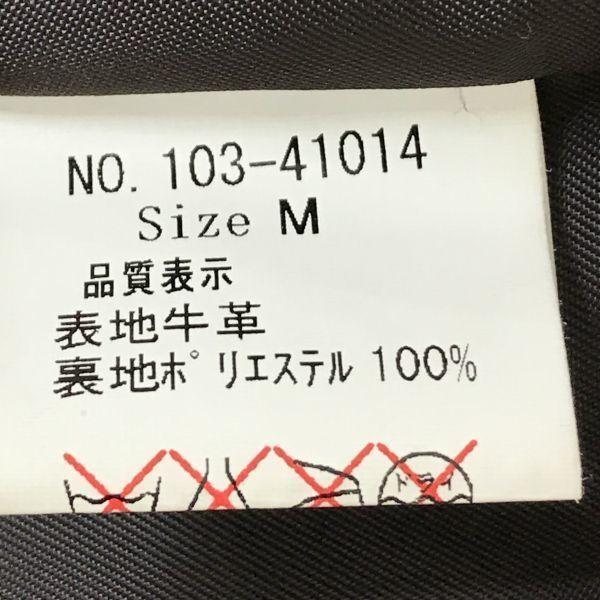 NO. 103-41014
Size M
品質表示
表地牛革
裏地ポリエステル 100%
ドライ